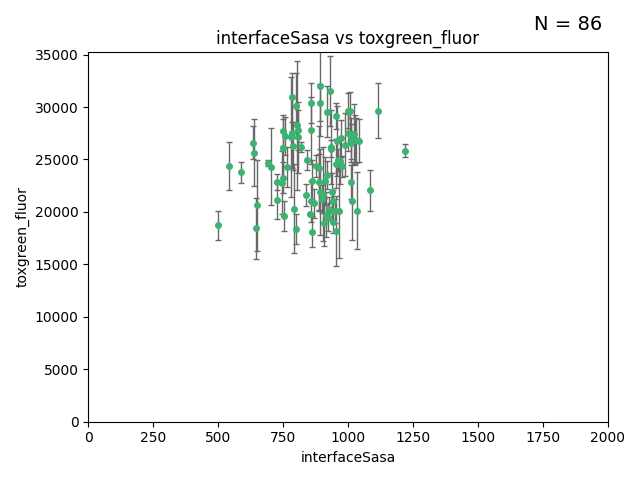 N = 86
interfaceSasa vs toxgreen_fluor
35000
30000
25000
20000
15000
10000
5000
0
toxgreen_fluor
0 250 500 750 1000 1250 1500 1750 2000
interfaceSasa